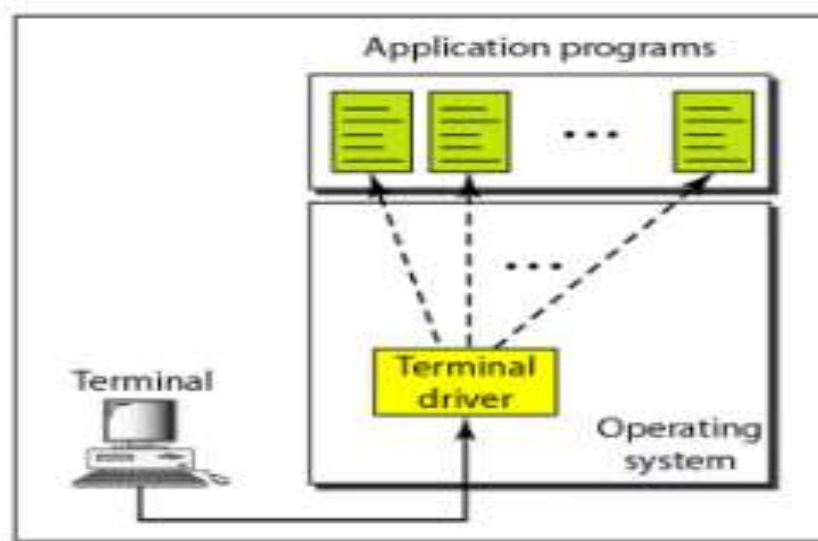 Application programs
...
...
Terminal
Terminal
driver
Operating
system